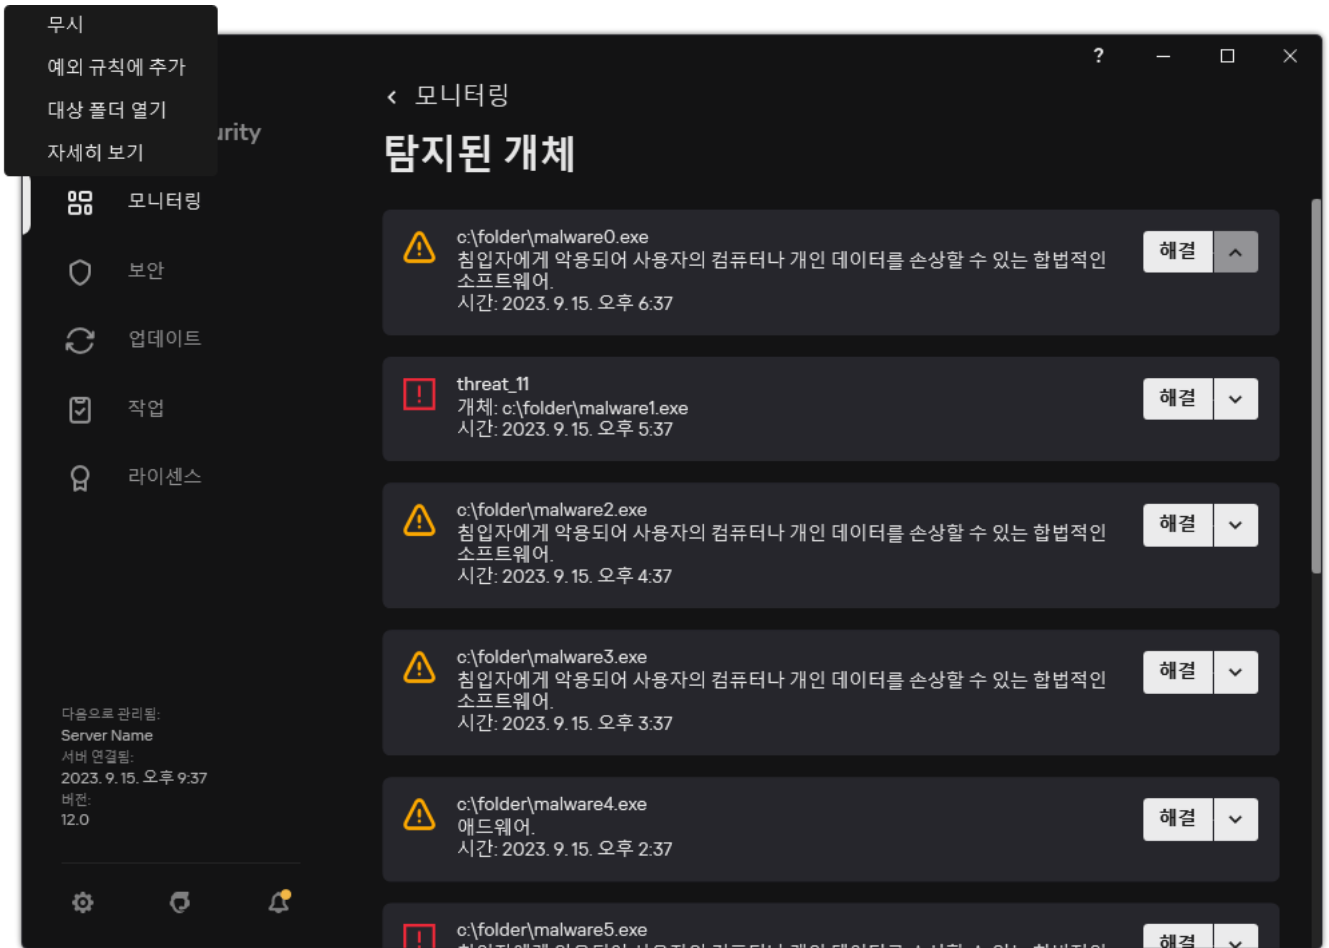 무시
예외 규칙에 추가
대상 폴더 열기
자세히 보기
?
모니터링
탐지된 개체
모니터링
보안
업데이트
작업
라이센스
다음으로 관리됨:
Server Name
서버 연결됨:
2023. 9. 15. 오후 9:37
버전:
12.0
c:\folder\malware0.exe
침입자에게 악용되어 사용자의 컴퓨터나 개인 데이터를 손상할 수 있는 합법적인
소프트웨어.
시간: 2023. 9. 15. 오후 6:37
해결
threat_11
개체: c:\folder\malware1.exe
시간: 2023. 9. 15. 오후 5:37
해결
c:\folder\malware2.exe
침입자에게 악용되어 사용자의 컴퓨터나 개인 데이터를 손상할 수 있는 합법적인
소프트웨어.
시간: 2023. 9. 15. 오후 4:37
해결
c:\folder\malware3.exe
침입자에게 악용되어 사용자의 컴퓨터나 개인 데이터를 손상할 수 있는 합법적인
소프트웨어.
시간: 2023. 9. 15. 오후 3:37
해결
c:\folder\malware4.exe
애드웨어.
시간: 2023. 9. 15. 오후 2:37
해결
c:\folder\malware5.exe
해결